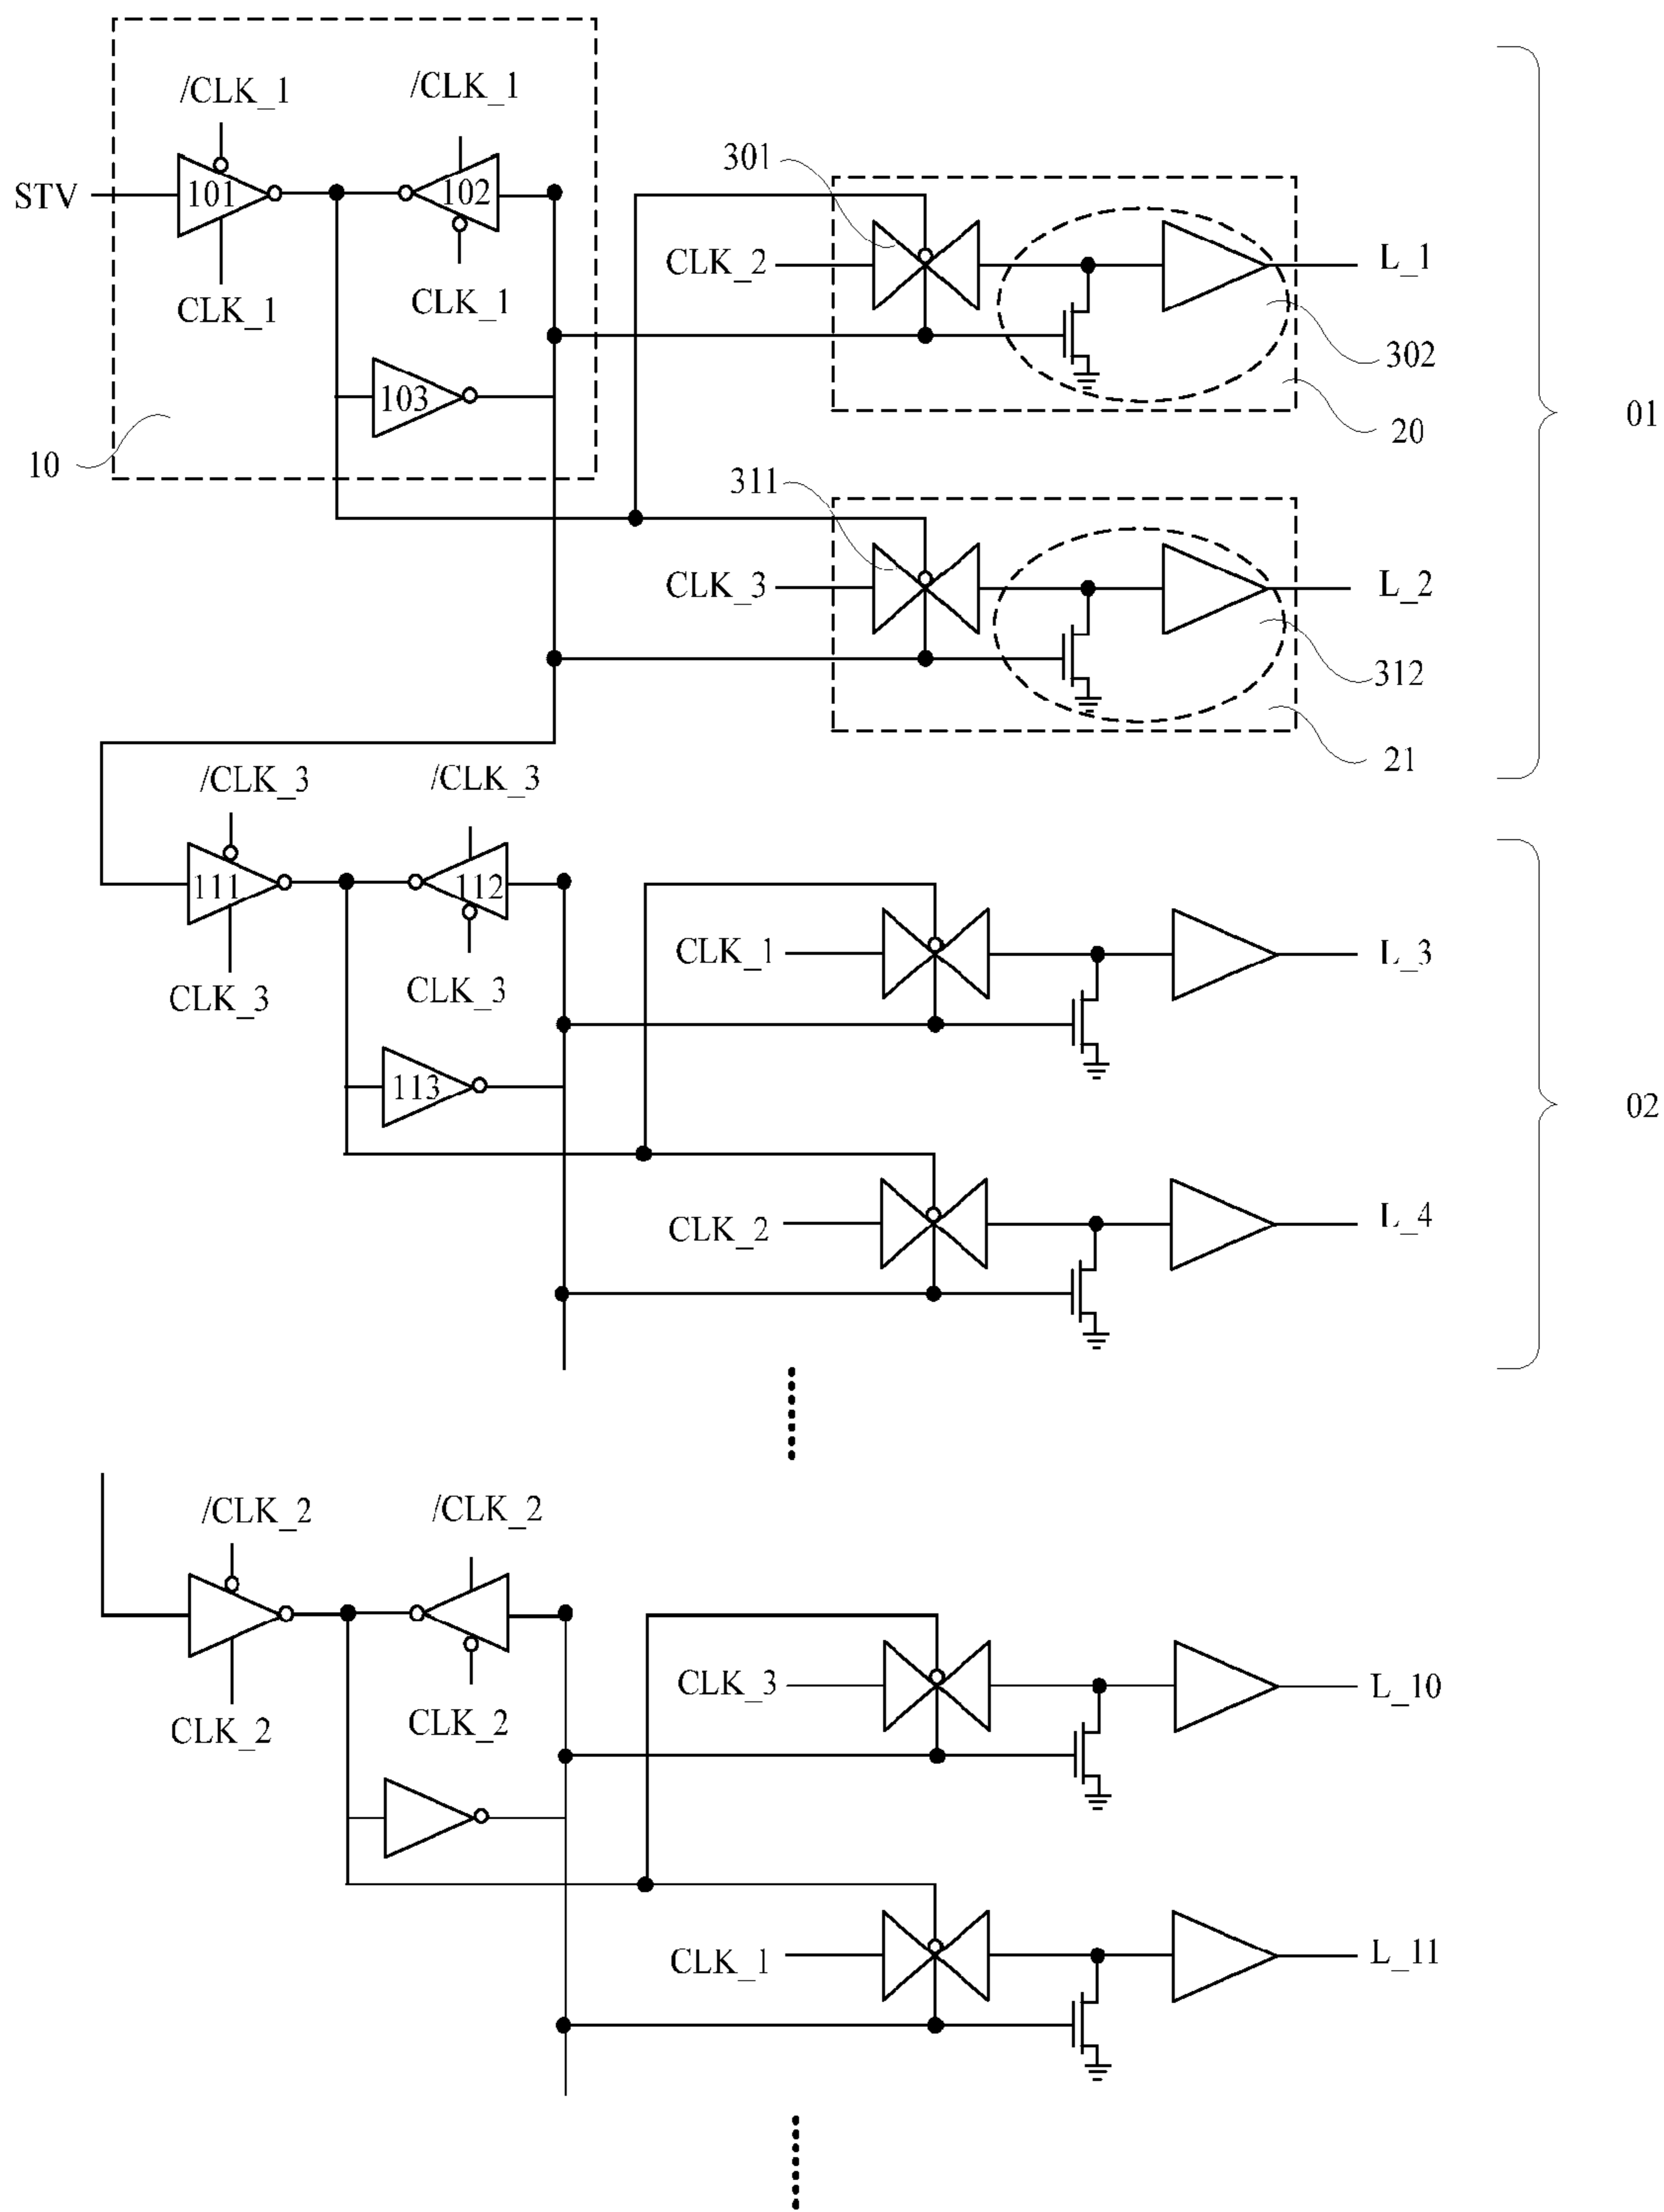 /CLK_1
/CLK_1
STV
101
102
CLK_1
CLK_1
103
10
301
CLK_2
L_1
302
20
01
311
CLK_3
L_2
312
21
/CLK_3
/CLK_3
111
112
CLK_3
CLK_3
113
CLK_1
L_3
02
CLK_2
L_4
/CLK_2
/CLK_2
CLK_2
CLK_2
CLK_3
L_10
CLK_1
L_11